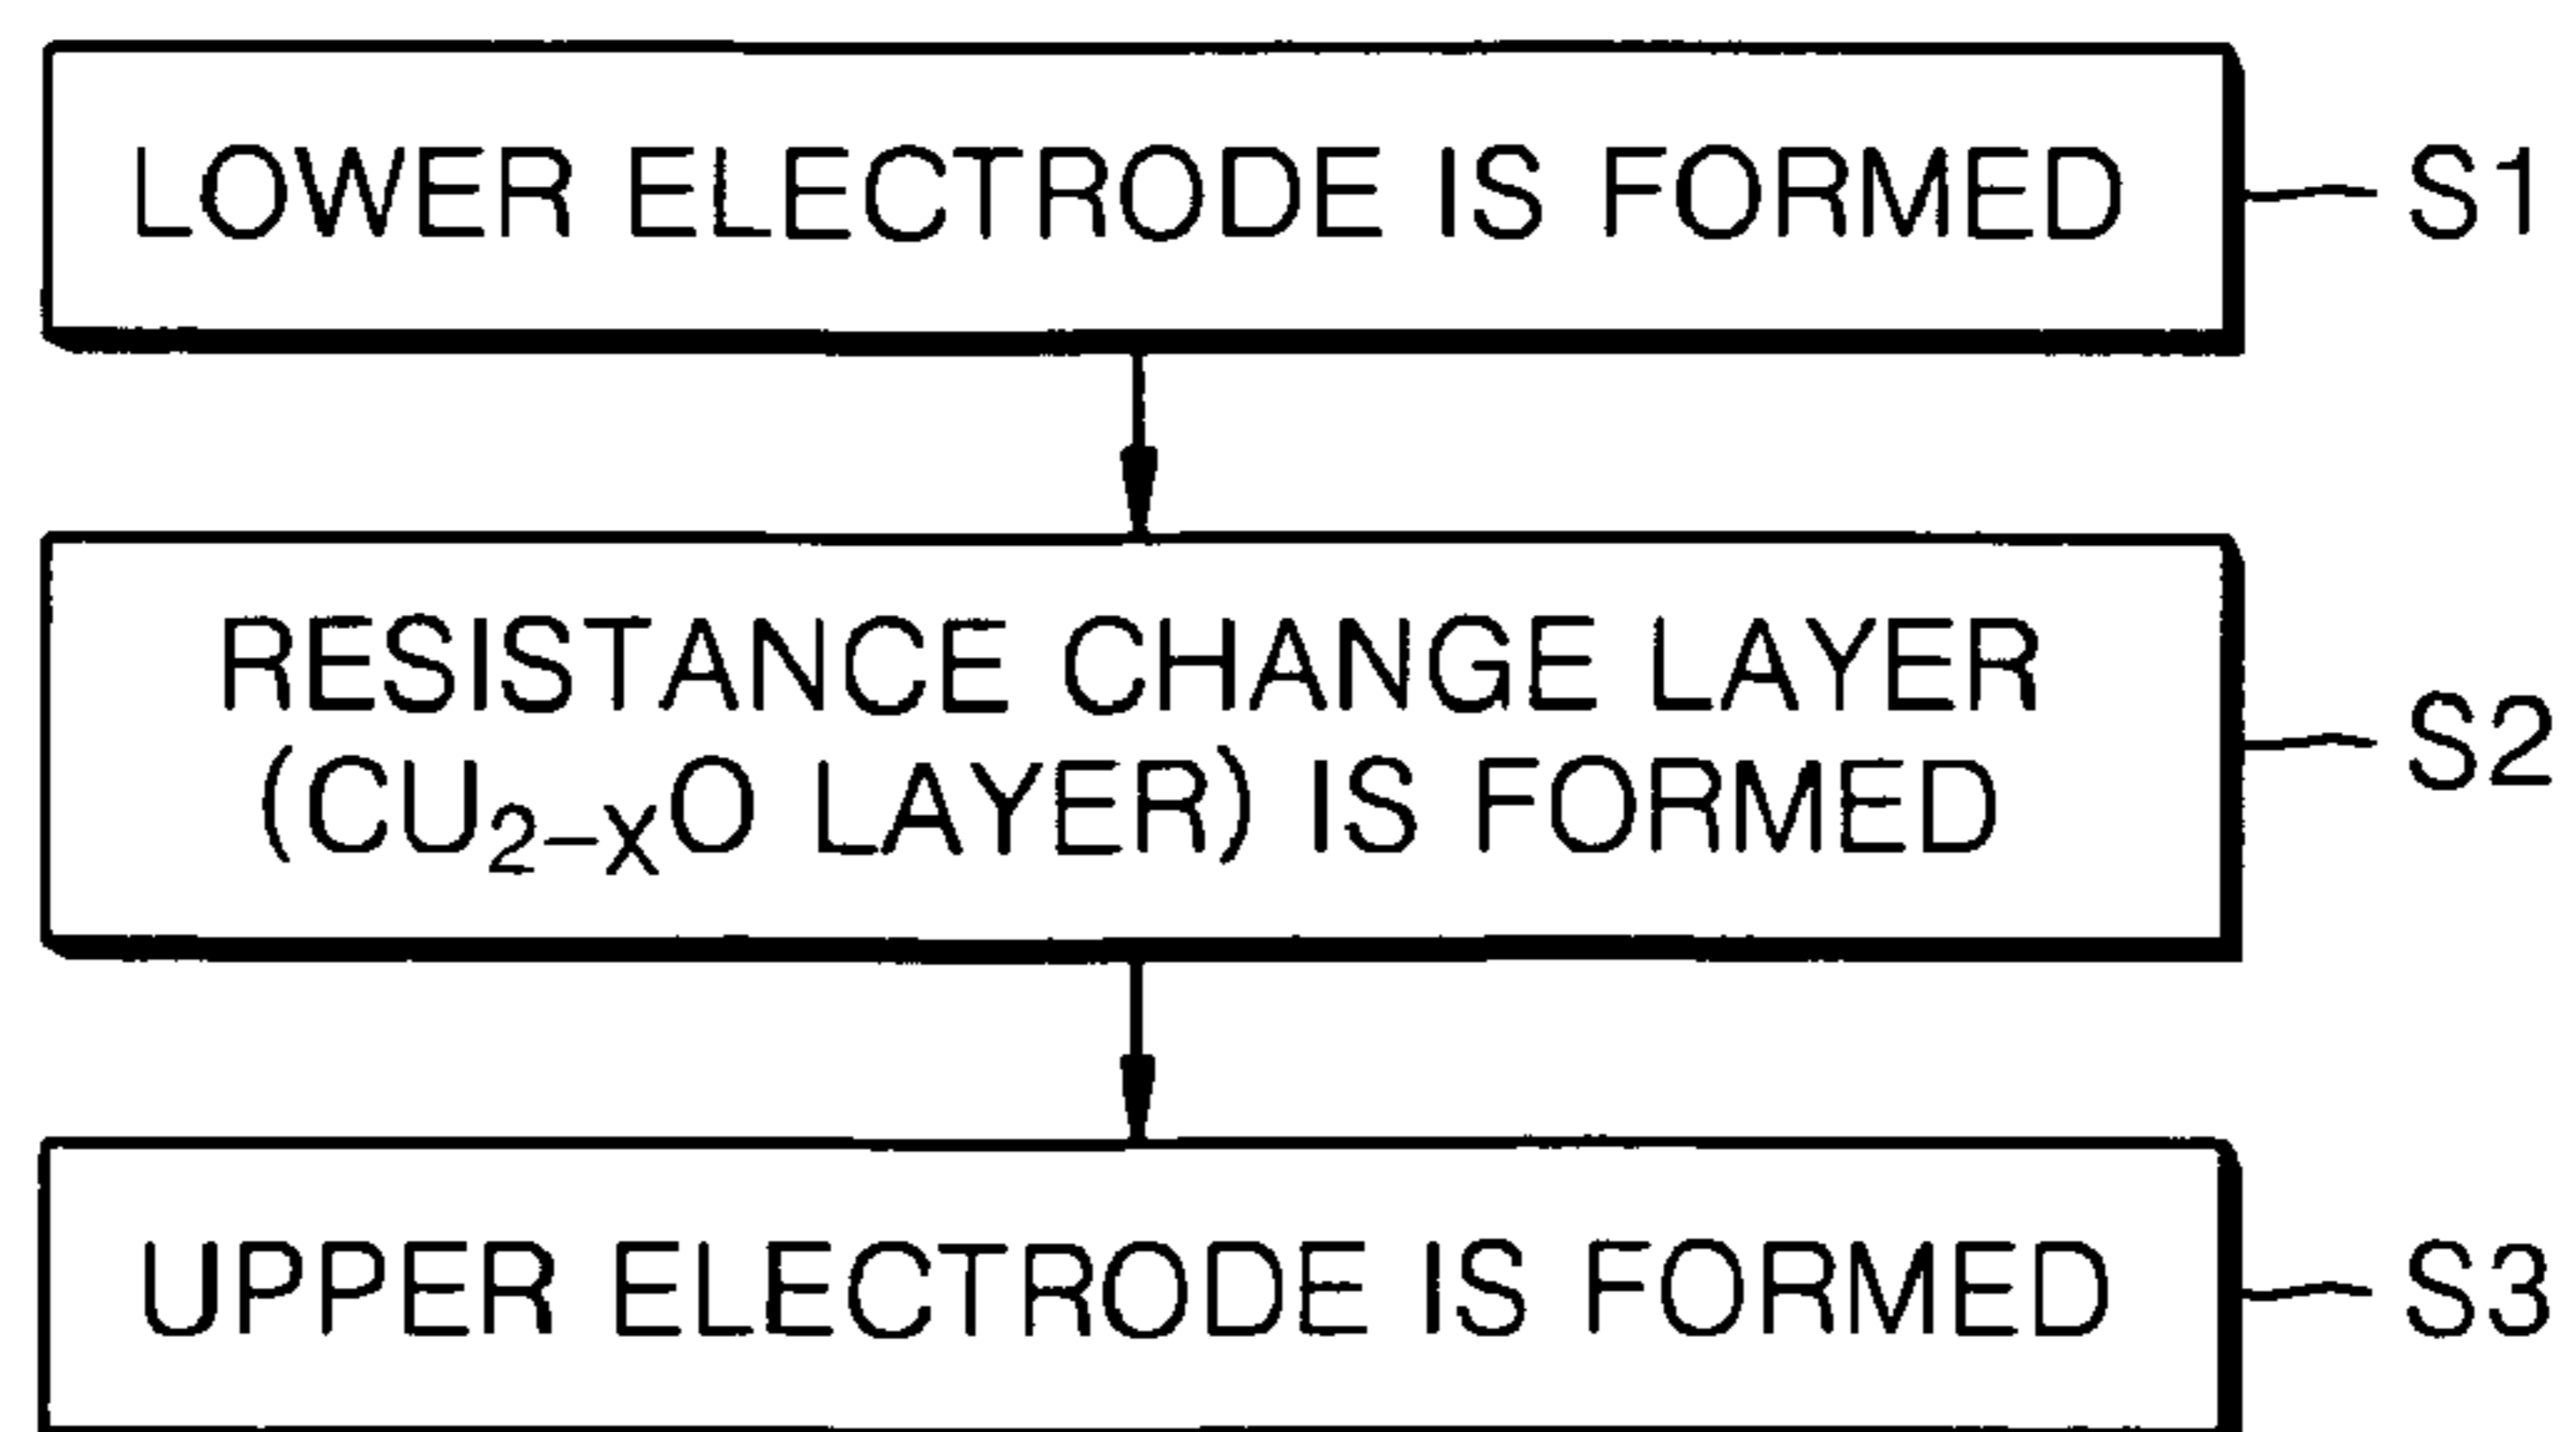 LOWER ELECTRODE IS FORMED S1
RESISTANCE CHANGE LAYER
(CU2-XO LAYER) IS FORMED S2
UPPER ELECTRODE IS FORMED S3